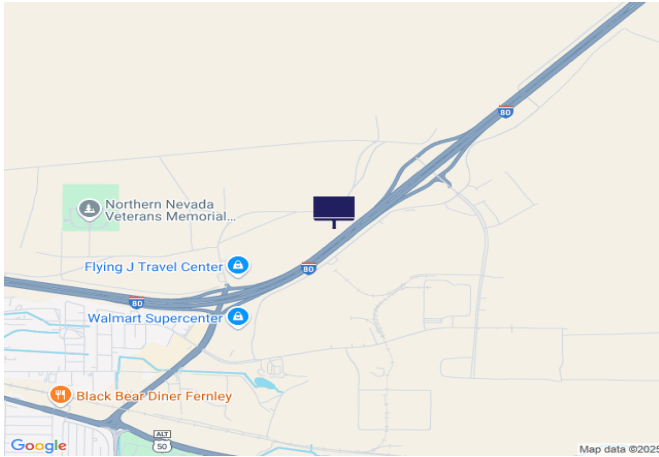 80
Northern Nevada
Veterans Memorial...
Flying J Travel Center
80
80
Walmart Supercenter
Black Bear Diner Fernley
ALT
50
Google
Map data ©2025